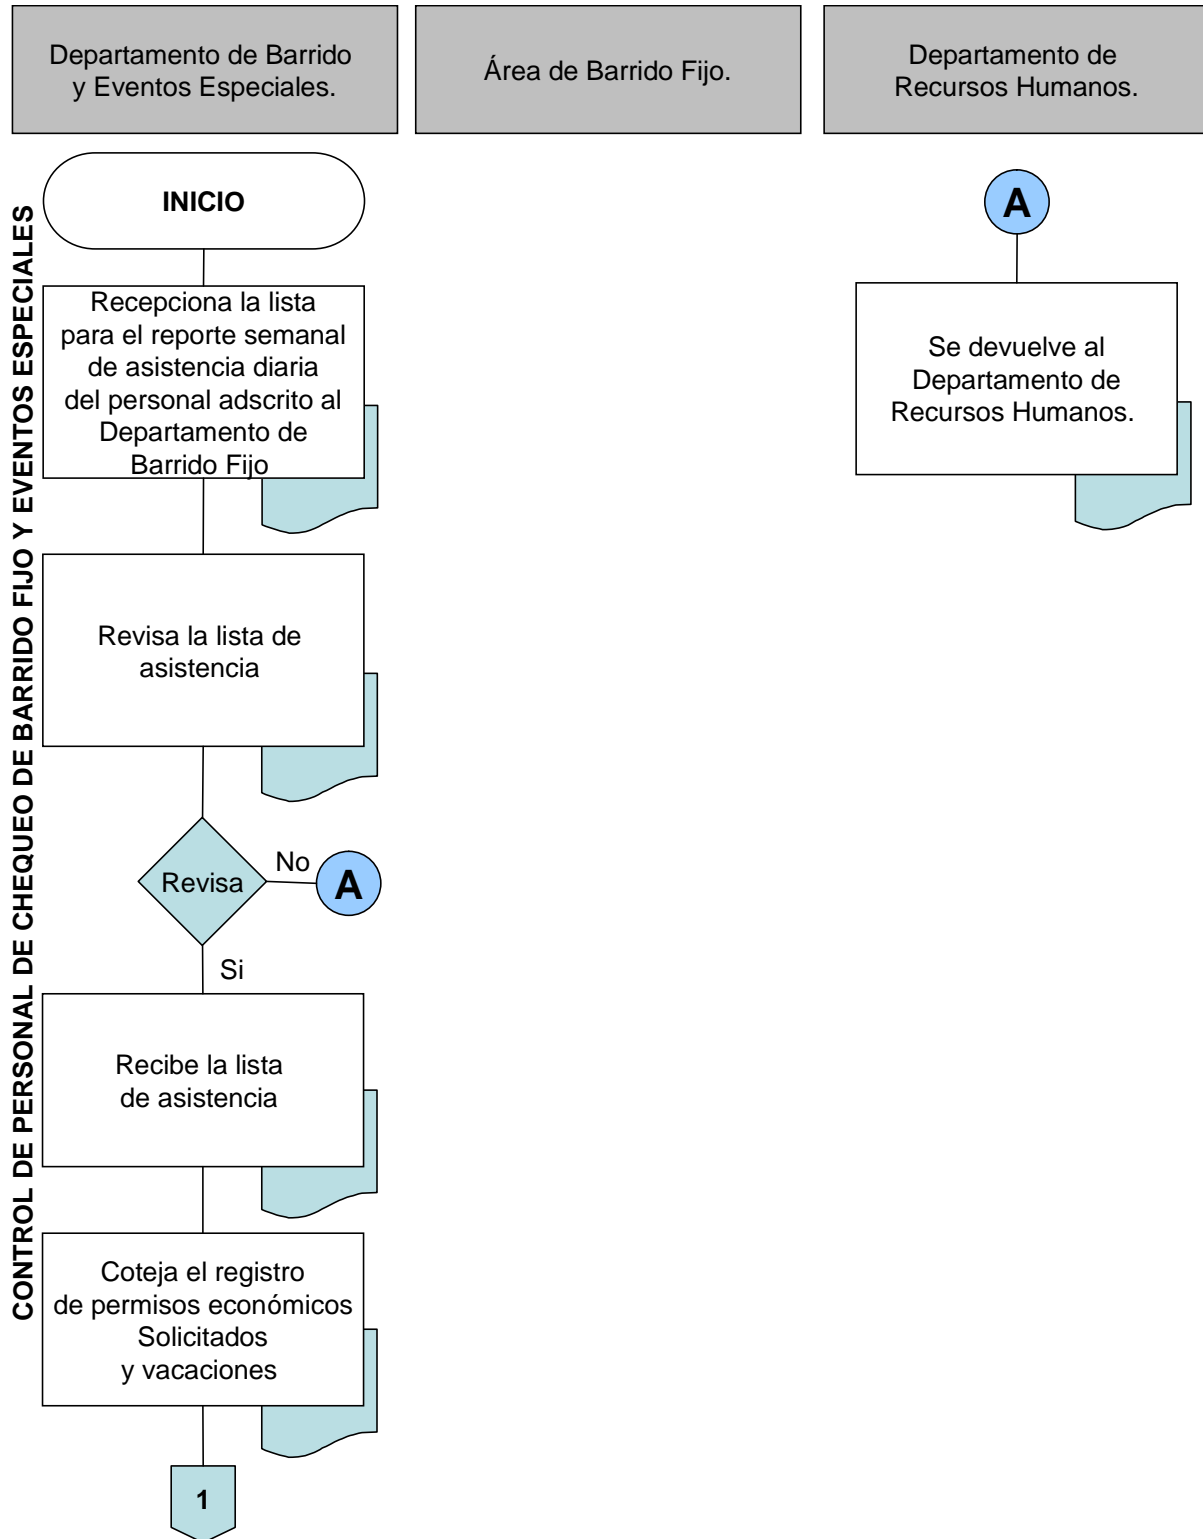 Departamento de Barrido
y Eventos Especiales.
Área de Barrido Fijo.
Departamento de
Recursos Humanos.
CONTROL DE PERSONAL DE CHEQUEO DE BARRIDO FIJO Y EVENTOS ESPECIALES
INICIO
Recepciona la lista
para el reporte semanal
de asistencia diaria
del personal adscrito al
Departamento de
Barrido Fijo
Revisa la lista de
asistencia
Revisa
No
A
Si
Recibe la lista
de asistencia
Coteja el registro
de permisos económicos
Solicitados
y vacaciones
1
A
Se devuelve al
Departamento de
Recursos Humanos.